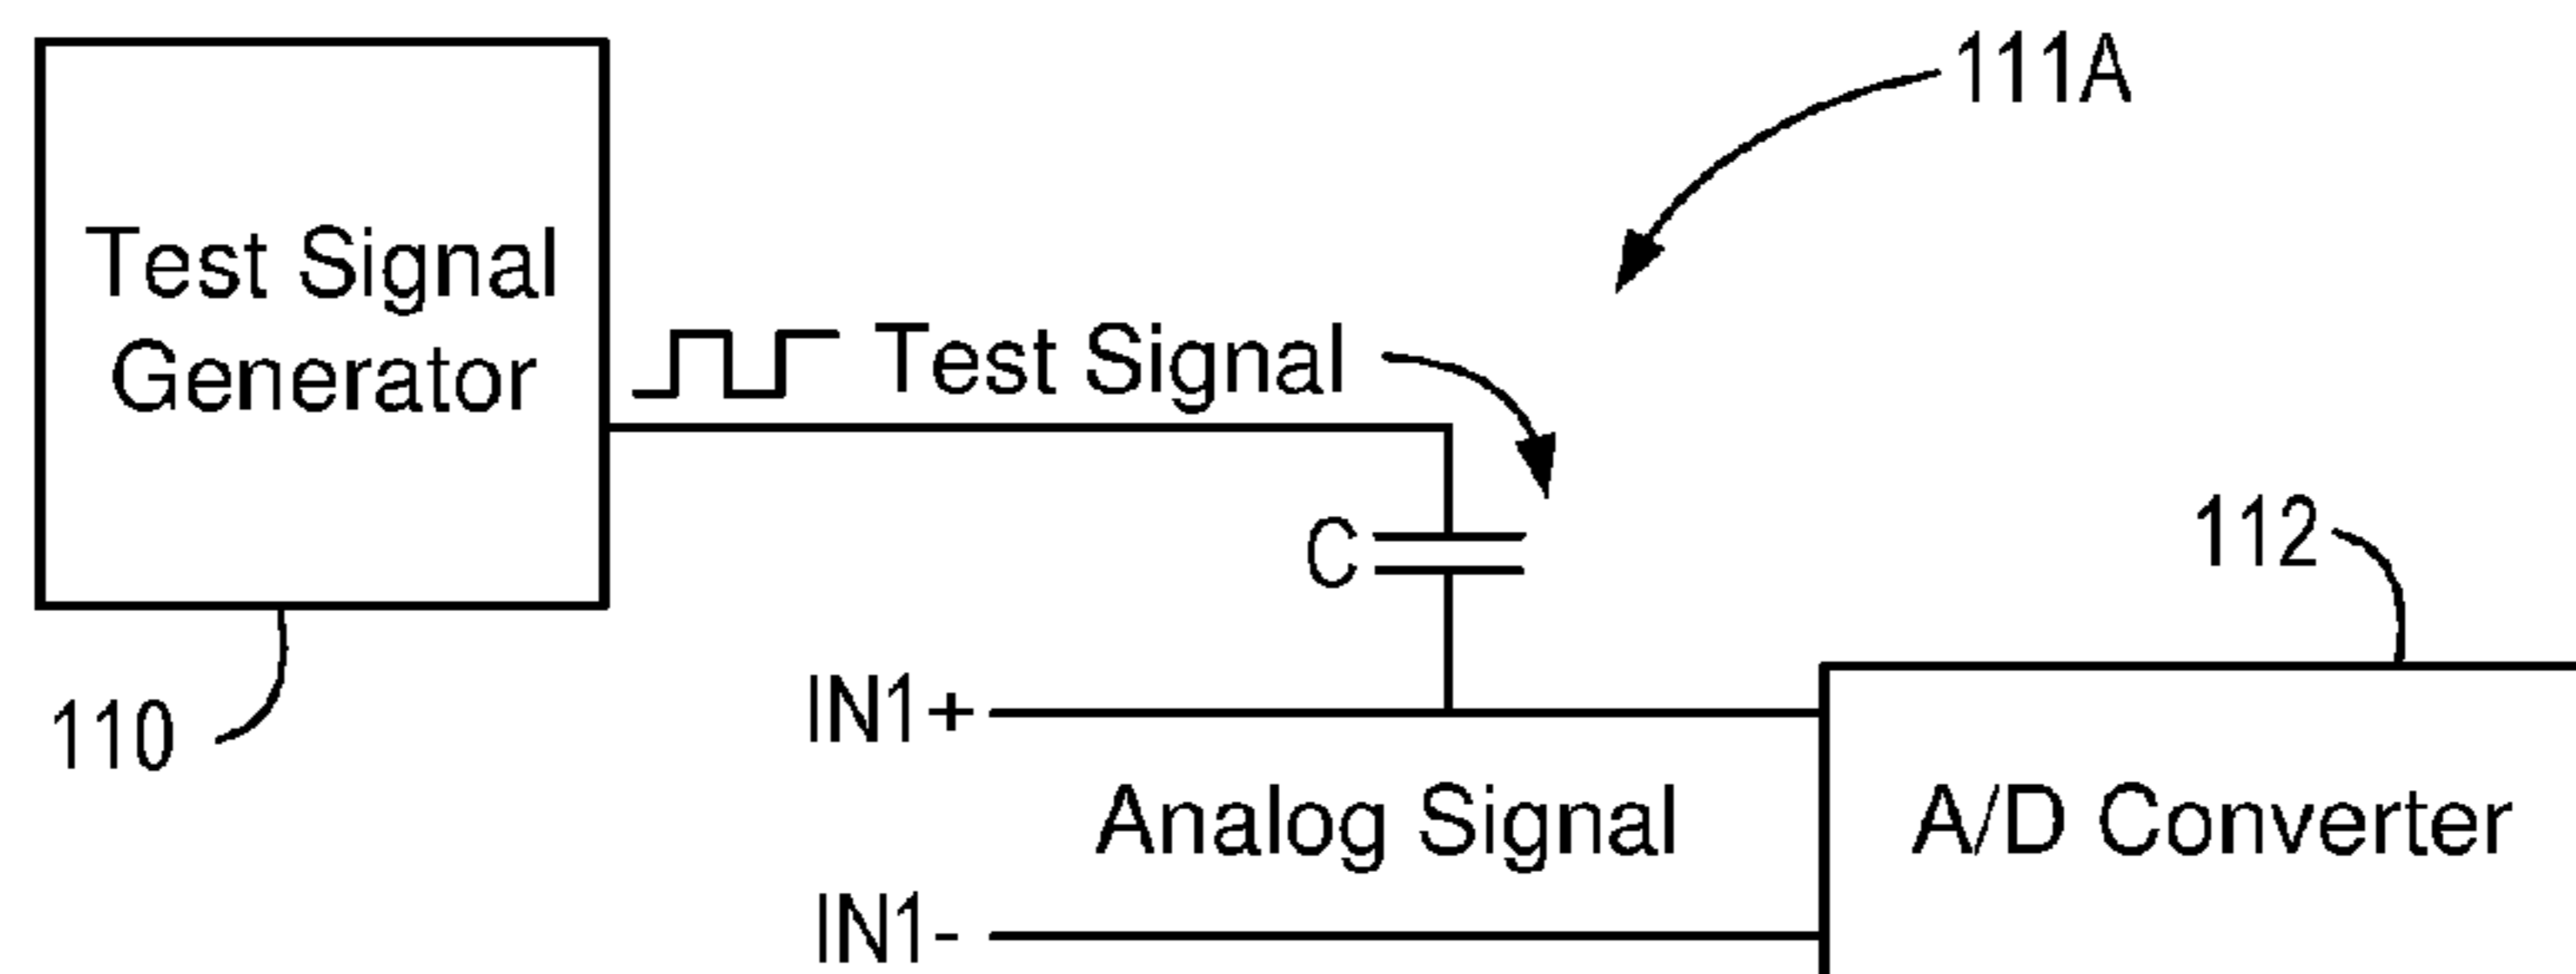 111A
Test Signal
Generator
Test Signal
C
112
110
IN1+
Analog Signal
A/D Converter
IN1-